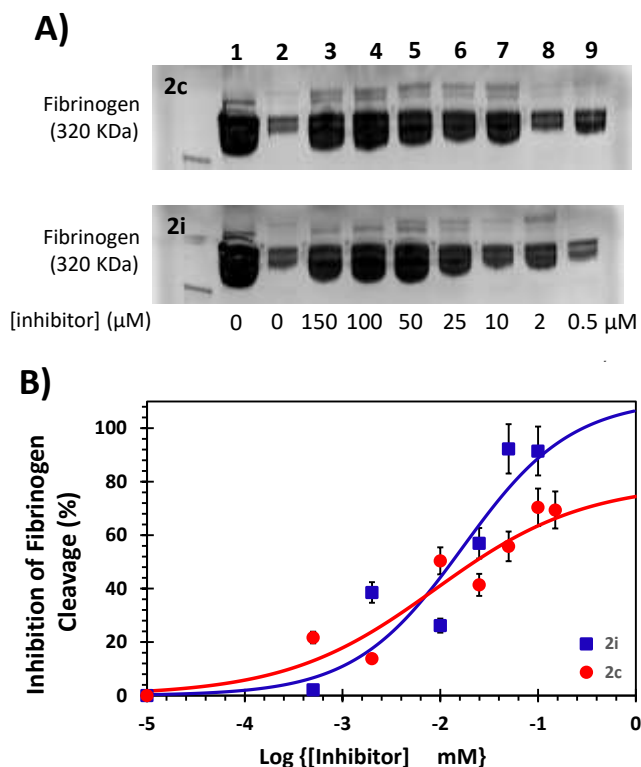 A)
1 2 3 4 5 6 7 8 9
2c
Fibrinogen
(320 KDa)
2i
Fibrinogen
(320 KDa)
[inhibitor] (μM) 0 0 150 100 50 25 10 2 0.5 μM
B)
Inhibition of Fibrinogen
Cleavage (%)
100
80
60
40
20
0
2i
2c
-5 -4 -3 -2 -1 0
Log {[Inhibitor] mM}